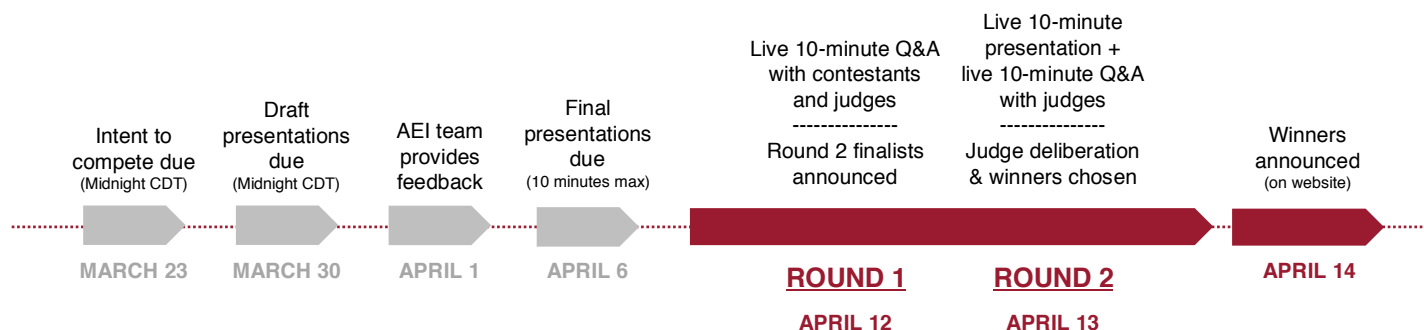 Intent to
compete due
(Midnight CDT)
MARCH 23
Draft
presentations
due
(Midnight CDT)
MARCH 30
AEI team
provides
feedback
APRIL 1
Final
presentations
due
(10 minutes max)
APRIL 6
Live 10-minute Q&A
with contestants
and judges
---------------
Round 2 finalists
announced
ROUND 1
APRIL 12
Live 10-minute
presentation +
live 10-minute Q&A
with judges
---------------
Judge deliberation
& winners chosen
ROUND 2
APRIL 13
Winners
announced
(on website)
APRIL 14